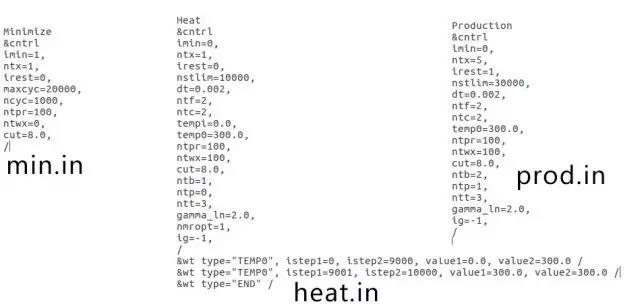 Minimize
&cntrl
imin=1,
ntx=1,
irest=0,
maxcyc=20000,
ncyc=1000,
ntpr=100,
ntwx=0,
cut=8.0,
/
min.in
Heat
&cntrl
imin=0,
ntx=1,
irest=0,
nstlim=10000,
dt=0.002,
ntf=2,
ntc=2,
tempi=0.0,
temp0=300.0,
ntpr=100,
ntwx=100,
cut=8.0,
ntb=1,
ntp=0,
ntt=3,
gamma_ln=2.0,
nmropt=1,
ig=-1,
/
&wt type="TEMP0", istep1=0, istep2=9000, value1=0.0, value2=300.0 /
&wt type="TEMP0", istep1=9001, istep2=10000, value1=300.0, value2=300.0 /
&wt type="END" /
heat.in
Production
&cntrl
imin=0,
ntx=5,
irest=1,
nstlim=30000,
dt=0.002,
ntf=2,
ntc=2,
temp0=300.0,
ntpr=100,
ntwx=100,
cut=8.0,
ntb=2,
ntp=1,
ntt=3,
gamma_ln=2.0,
ig=-1,
/
prod.in